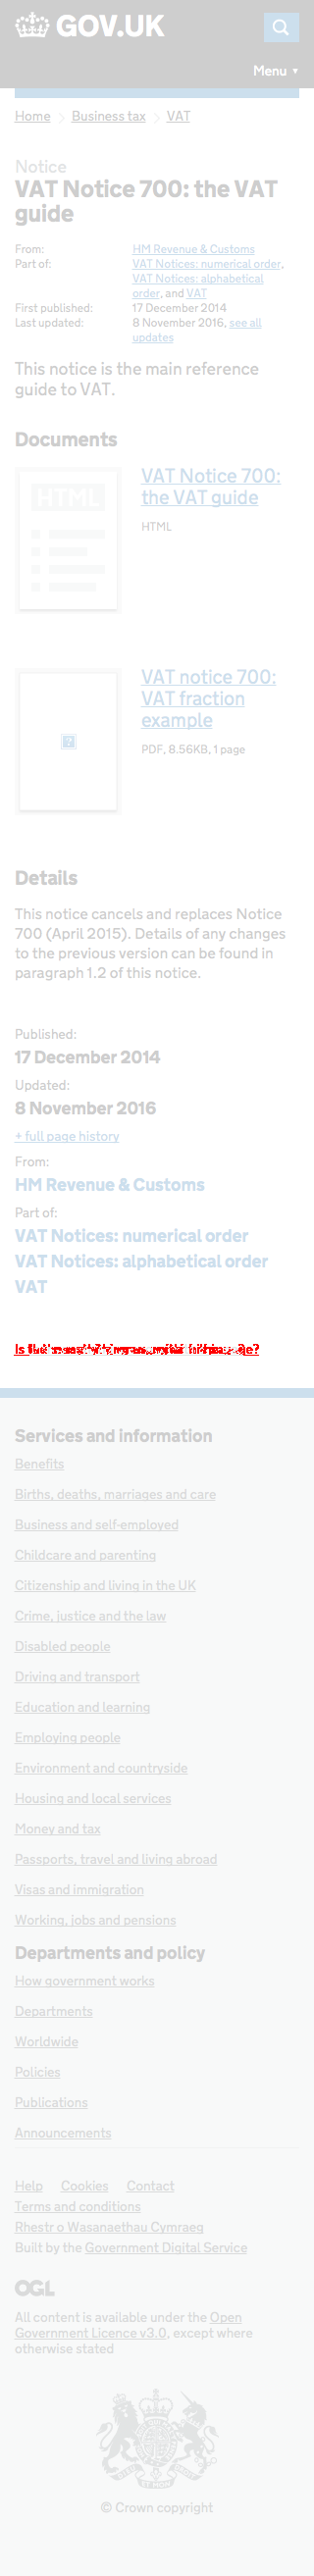 GOV.UK
Menu ▼
Home > Business tax > VAT
Notice
VAT Notice 700: the VAT
guide
From: HM Revenue & Customs
Part of: VAT Notices: numerical order,
VAT Notices: alphabetical
order, and VAT
First published: 17 December 2014
Last updated: 8 November 2016, see all
updates
This notice is the main reference
guide to VAT.
Documents
HTML
VAT Notice 700:
the VAT guide
HTML
VAT notice 700:
VAT fraction
example
PDF, 8.56KB, 1 page
Details
This notice cancels and replaces Notice
700 (April 2015). Details of any changes
to the previous version can be found in
paragraph 1.2 of this notice.
Published:
17 December 2014
Updated:
8 November 2016
+ full page history
From:
HM Revenue & Customs
Part of:
VAT Notices: numerical order
VAT Notices: alphabetical order
VAT
Services and information
Benefits
Births, deaths, marriages and care
Business and self-employed
Childcare and parenting
Citizenship and living in the UK
Crime, justice and the law
Disabled people
Driving and transport
Education and learning
Employing people
Environment and countryside
Housing and local services
Money and tax
Passports, travel and living abroad
Visas and immigration
Working, jobs and pensions
Departments and policy
How government works
Departments
Worldwide
Policies
Publications
Announcements
Help Cookies Contact
Terms and conditions
Rhestr o Wasanaethau Cymraeg
Built by the Government Digital Service
OGL
All content is available under the Open
Government Licence v3.0, except where
otherwise stated
© Crown copyright